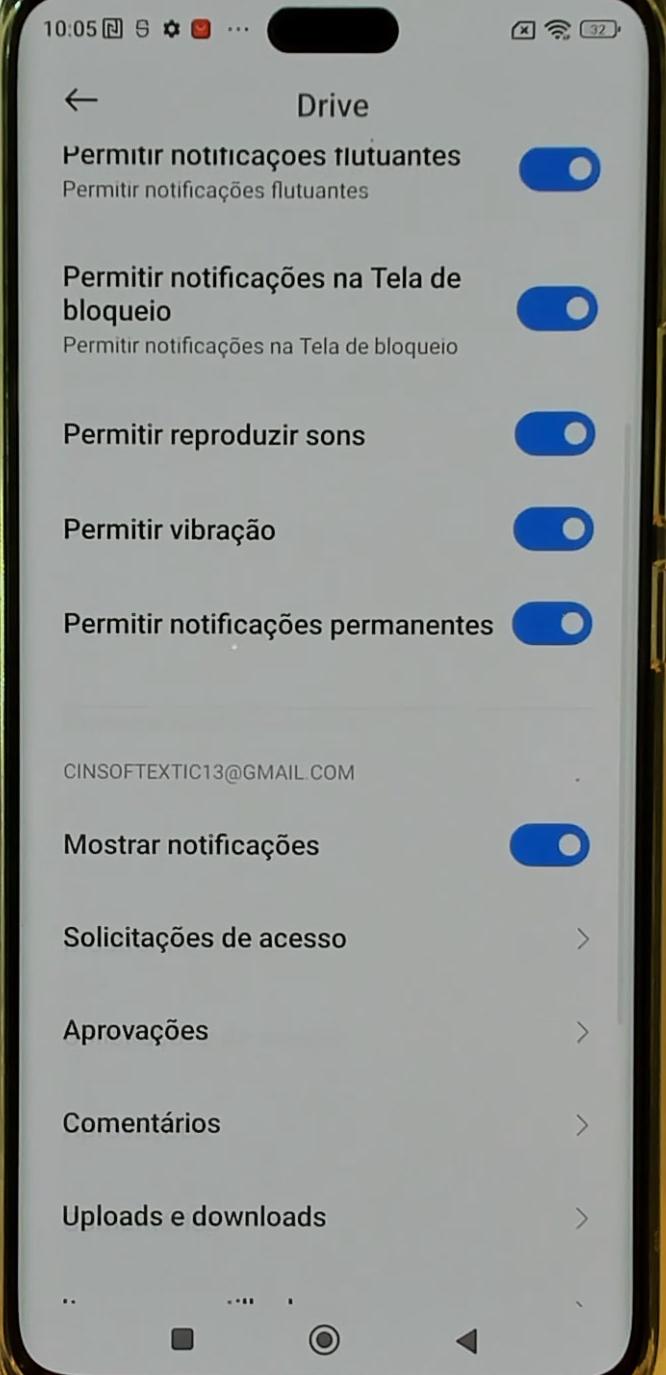 10:05
32
Drive
Permitir notificações flutuantes
Permitir notificações flutuantes
Permitir notificações na Tela de
bloqueio
Permitir notificações na Tela de bloqueio
Permitir reproduzir sons
Permitir vibração
Permitir notificações permanentes
CINSOFTEXTIC13@GMAIL.COM
Mostrar notificações
Solicitações de acesso
Aprovações
Comentários
Uploads e downloads